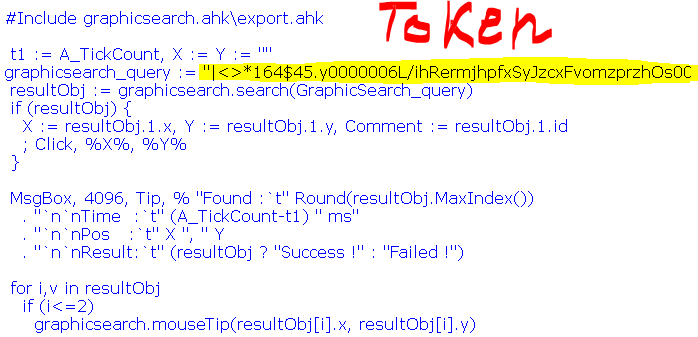 #Include graphicsearch.ahk\export.ahk
Token
t1 := A_TickCount, X := Y := ""
graphicsearch_query := "|<>*164$45.y0000006L/ihRermjhpfxSyJzcxFvomzprzhOs0C
resultObj := graphicsearch.search(GraphicSearch_query)
if (resultObj) {
X := resultObj.1.x, Y := resultObj.1.y, Comment := resultObj.1.id
; Click, %X%, %Y%
}
MsgBox, 4096, Tip, % "Found :`t" Round(resultObj.MaxIndex())
. "`n`nTime :`t" (A_TickCount-t1) " ms"
. "`n`nPos :`t" X ", " Y
. "`n`nResult:`t" (resultObj ? "Success !" : "Failed !")
for i,v in resultObj
if (i<=2)
graphicsearch.mouseTip(resultObj[i].x, resultObj[i].y)